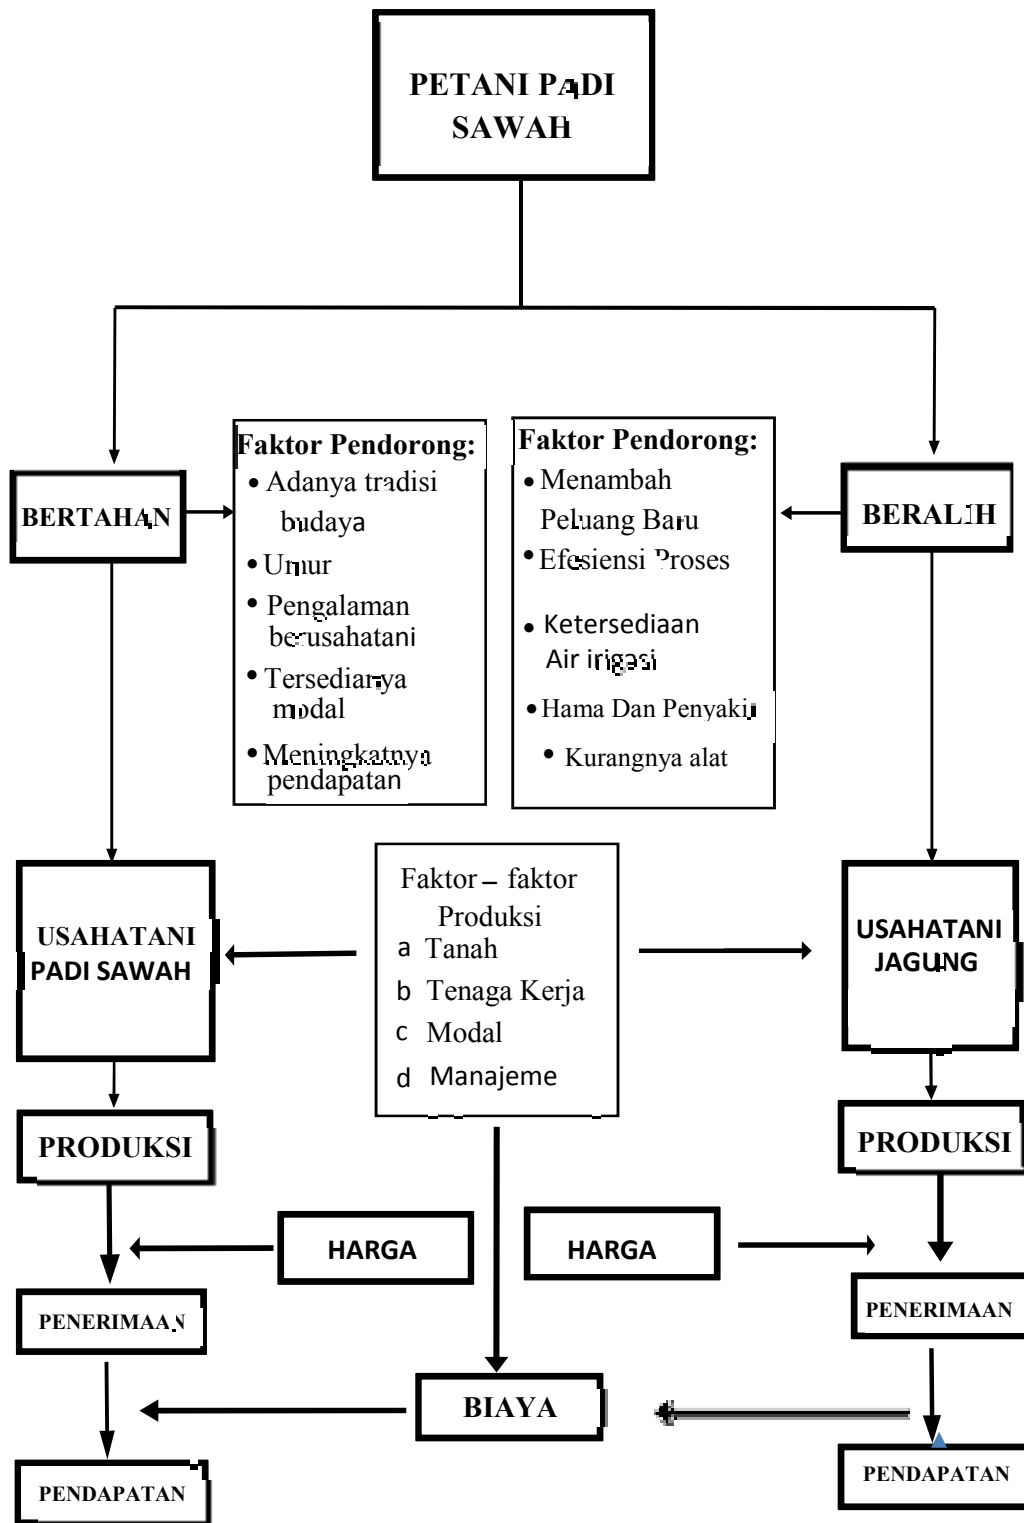 PETANI PADI
SAWAH
BERTAHAN
Faktor Pendorong:
• Adanya tradisi
budaya
• Umur
• Pengalaman
berusahatani
• Tersedianya
modal
• Meningkatnya
pendapatan
Faktor Pendorong:
• Menambah
Peluang Baru
• Efesiensi Proses
• Ketersediaan
Air irigasi
• Hama Dan Penyakit
• Kurangnya alat
BERALIH
USAHATANI
PADI SAWAH
Faktor – faktor
Produksi
a Tanah
b Tenaga Kerja
c Modal
d Manajeme
USAHATANI
JAGUNG
PRODUKSI
PRODUKSI
HARGA
HARGA
PENERIMAAN
PENERIMAAN
BIAYA
PENDAPATAN
PENDAPATAN